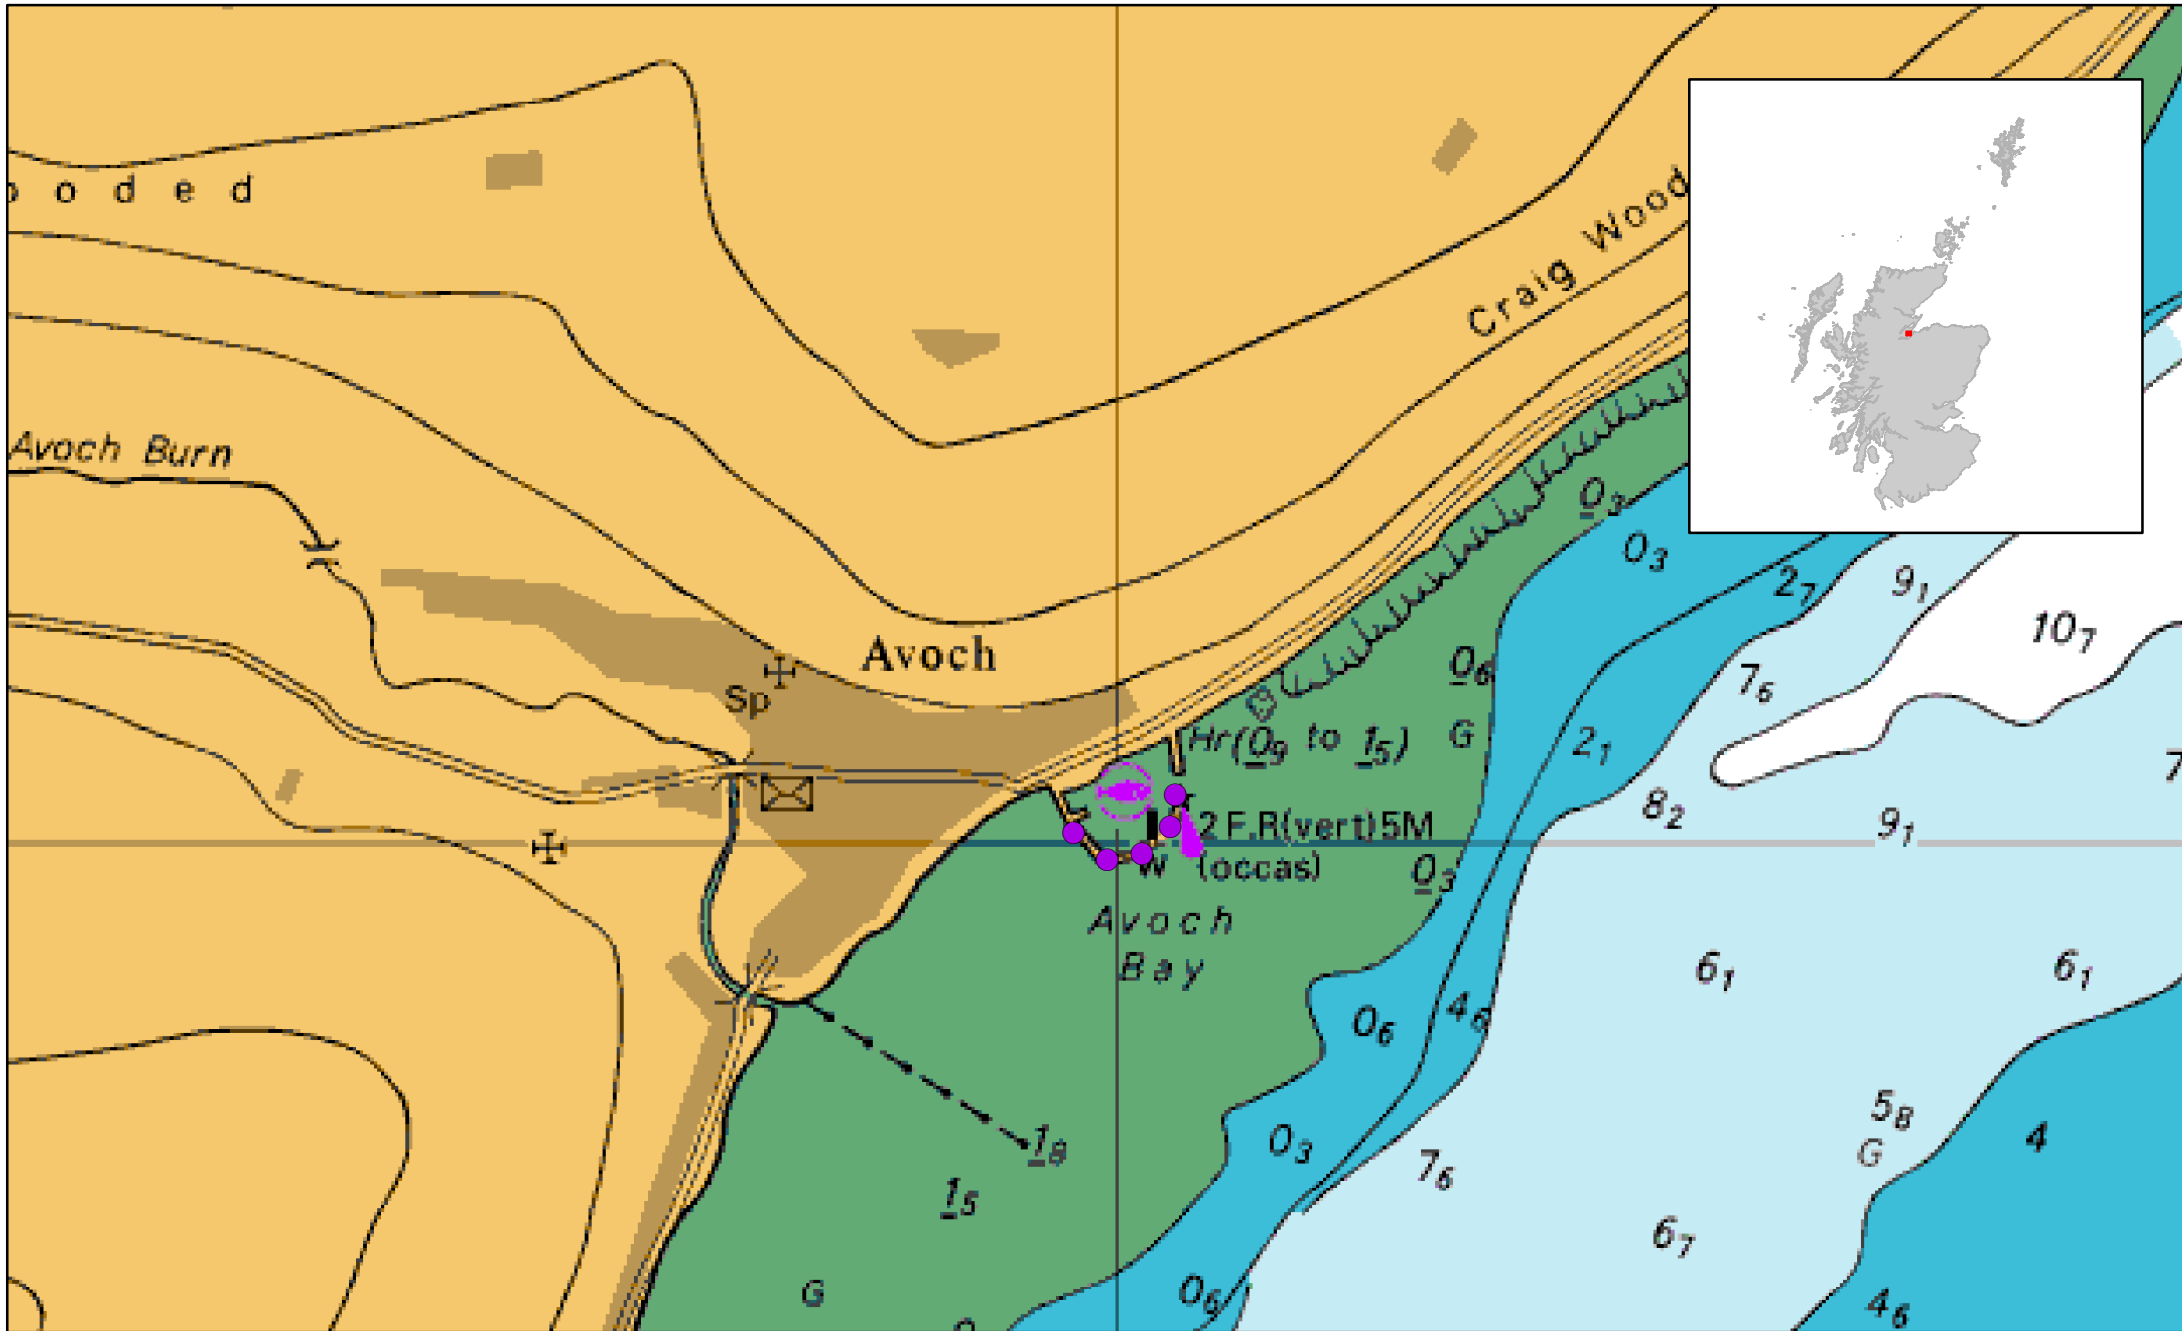 ooded
Craig Wood
Avoch Burn
0₃
0₃
2₇
9₁
10₇
Avoch
0₆
7₆
Sp
Hr(0₉ to 1₅)
G
2₁
7
8₂
2 F.R(vert)5M
9₁
(occas)
W
0₃
Avoch
Bay
6₁
6₁
0₆
4₆
5₈
G
4
1₈
0₃
7₆
1₅
6₇
G
0₆
4₆